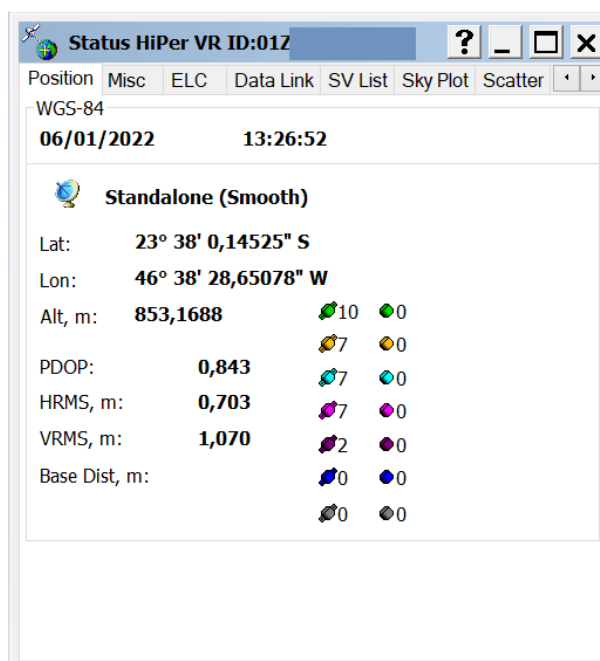 Status HiPer VR ID:01Z
? _ □ X
Position Misc ELC Data Link SV List Sky Plot Scatter
WGS-84
06/01/2022 13:26:52
Standalone (Smooth)
Lat: 23° 38' 0,14525" S
Lon: 46° 38' 28,65078" W
Alt, m: 853,1688
10 0
7 0
PDOP: 0,843
7 0
HRMS, m: 0,703
7 0
VRMS, m: 1,070
2 0
Base Dist, m:
0 0
0 0